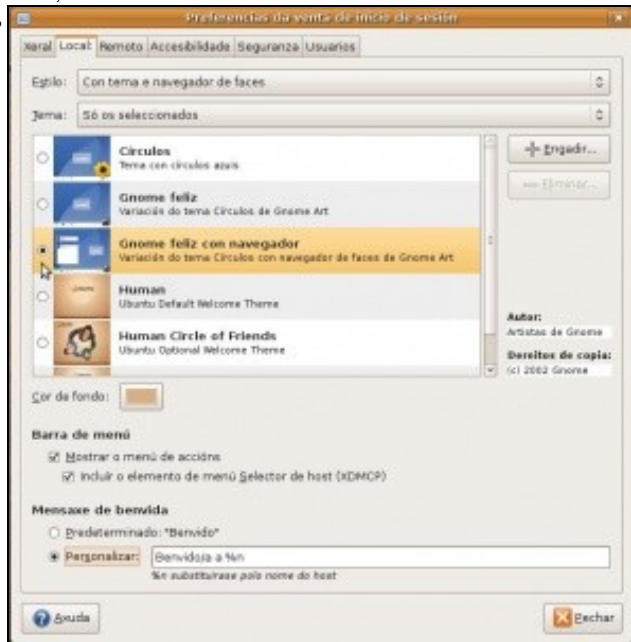 Preferencias da venta de inicio de sesión
Xeral Local Remoto Accesibilidade Seguranza Usuarios
Estilo: Con tema e navegador de faces
Tema: Só os seleccionados
Círculos
Tema con círculos azuis
Engadir...
Eliminar...
Gnome feliz
Variación do tema Círculos de Gnome Art
Gnome feliz con navegador
Variación do tema Círculos con navegador de faces de Gnome Art
Human
Ubuntu Default Welcome Theme
Human Circle of Friends
Ubuntu Optional Welcome Theme
Autor:
Artistas de Gnome
Dereitos de copia:
(c) 2002 Gnome
Cor de fondo:
Barra de menú
Mostrar o menú de accións
Incluir o elemento de menú Selector de host (XDMCP)
Mensaxe de benvida
Predeterminado: "Benvido"
Personalizar: Benvido/a a %n
%n substituirase polo nome do host
Axuda
Pechar